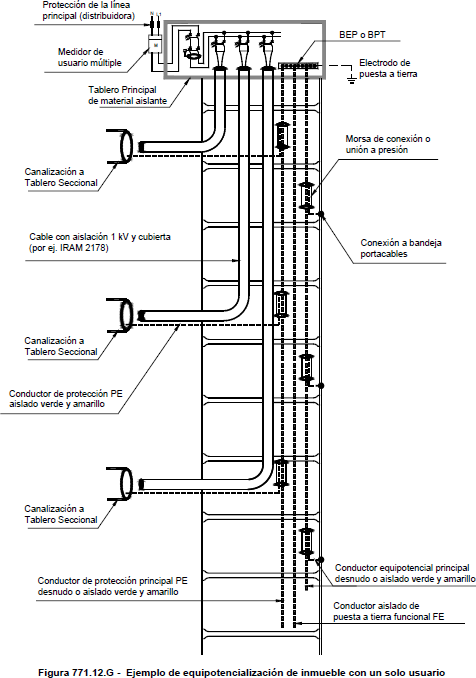 Protección de la línea
principal (distribuidora)
N L1
BEP o BPT
Medidor de
usuario múltiple
M
Electrodo de
puesta a tierra
Tablero Principal
de material aislante
Morsa de conexión o
unión a presión
Canalización a
Tablero Seccional
Cable con aislación 1 kV y cubierta
(por ej. IRAM 2178)
Conexión a bandeja
portacables
Canalización a
Tablero Seccional
Conductor de protección PE
aislado verde y amarillo
Canalización a
Tablero Seccional
Conductor equipotencial principal
desnudo o aislado verde y amarillo
Conductor de protección principal PE
desnudo o aislado verde y amarillo
Conductor aislado de
puesta a tierra funcional FE
Figura 771.12.G - Ejemplo de equipotencialización de inmueble con un solo usuario